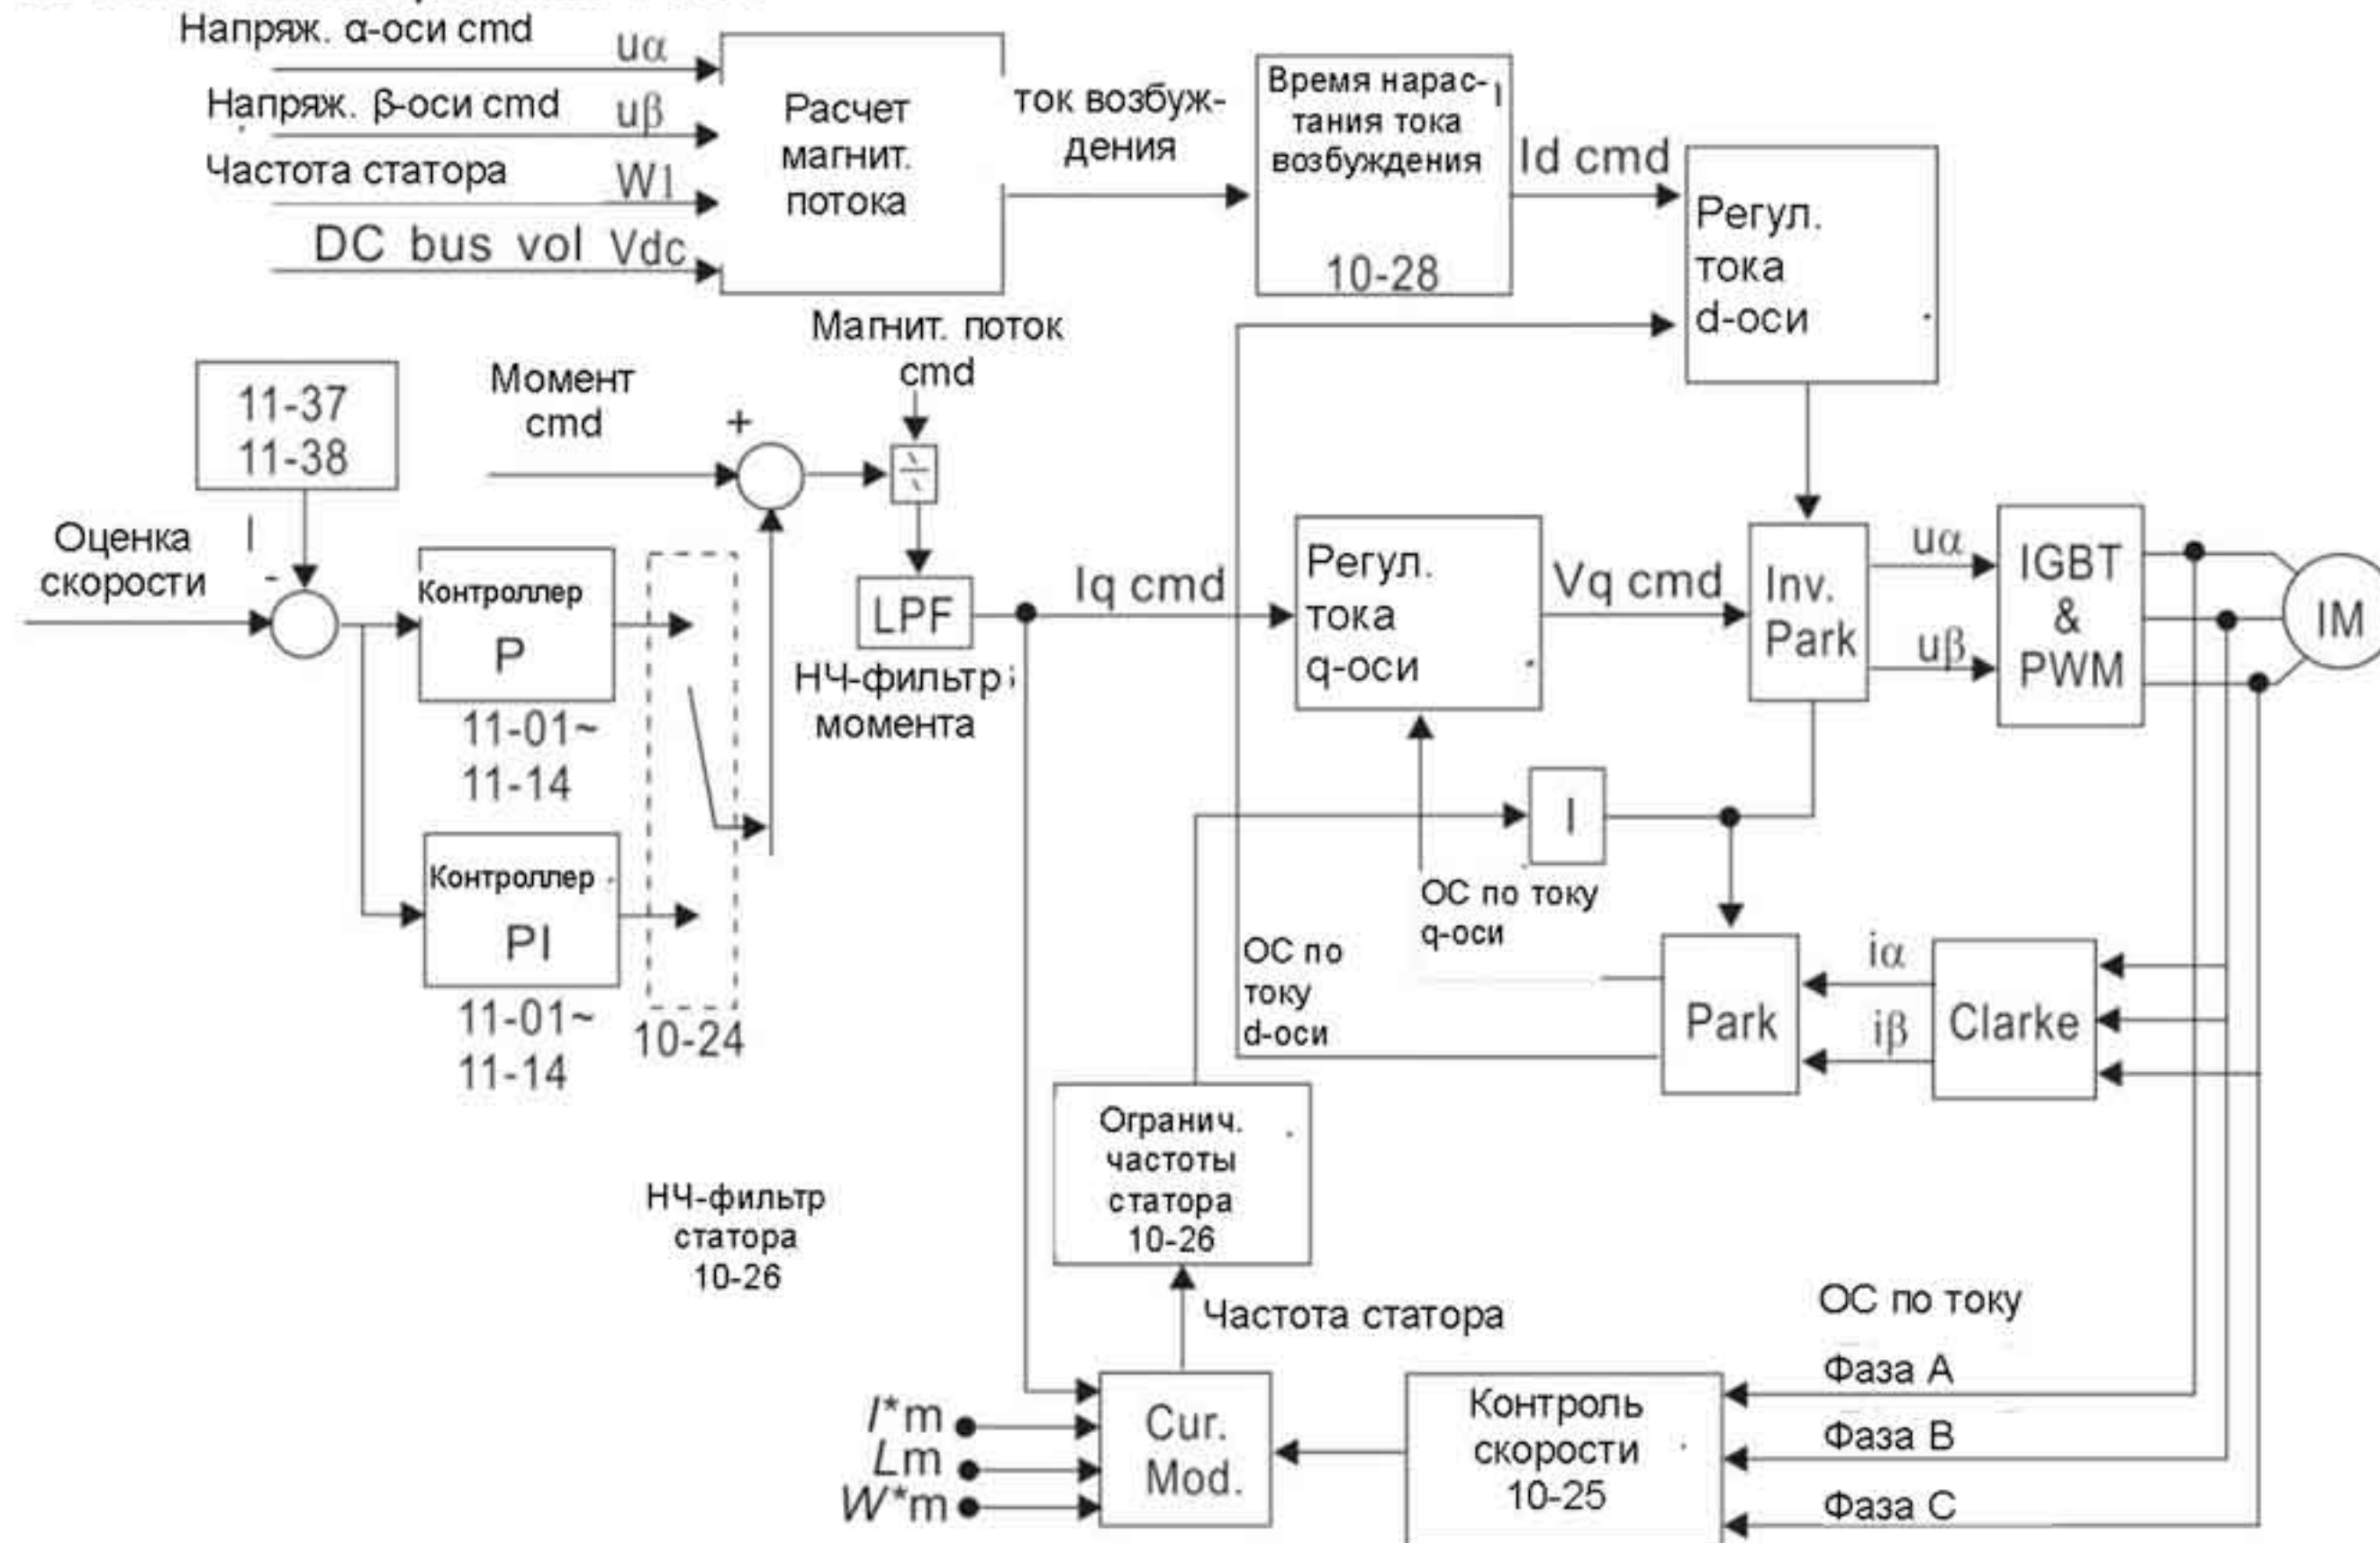 Напряж. α-оси cmd
uα
Напряж. β-оси cmd
uβ
Частота статора
W1
DC bus vol
Vdc
Расчет
магнит.
потока
ток возбуж-
дения
Время нарас-
тания тока
возбуждения
10-28
Id cmd
Регул.
тока
d-оси
11-37
11-38
Момент
cmd
+
Магнит. поток
cmd
÷
Оценка
скорости
-
Контроллер
P
11-01~
11-14
Контроллер
PI
11-01~
11-14
10-24
LPF
НЧ-фильтр
момента
Iq cmd
Регул.
тока
q-оси
Vq cmd
Inv.
Park
uα
uβ
IGBT
&
PWM
IM
I
ОС по току
q-оси
ОС по
току
d-оси
Park
iα
iβ
Clarke
Огранич.
частоты
статора
10-26
НЧ-фильтр
статора
10-26
Частота статора
I*m
Lm
W*m
Cur.
Mod.
Контроль
скорости
10-25
ОС по току
Фаза A
Фаза B
Фаза C